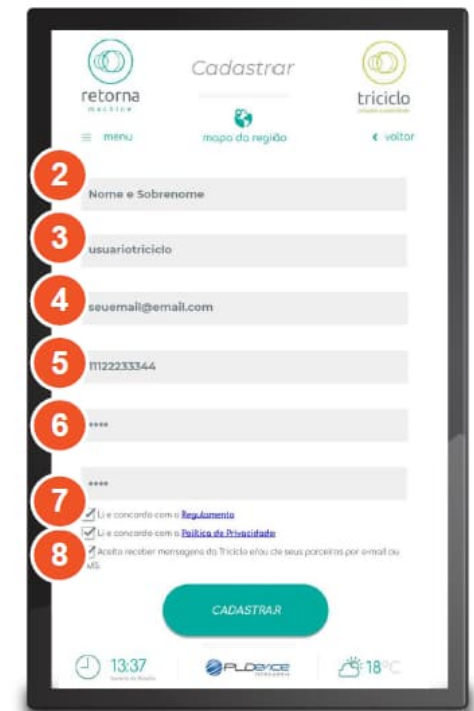 retorna
machine
Cadastrar
triciclo
menu
mapa da região
voltar
2
Nome e Sobrenome
3
usuariotriciclo
4
seuemail@email.com
5
11122233344
6
••••
••••
7
Li e concordo com o Regulamento
Li e concordo com a Política de Privacidade
8
Aceito receber mensagens da Triciclo e/ou de seus parceiros por e-mail ou
MS.
CADASTRAR
13:37
18°C